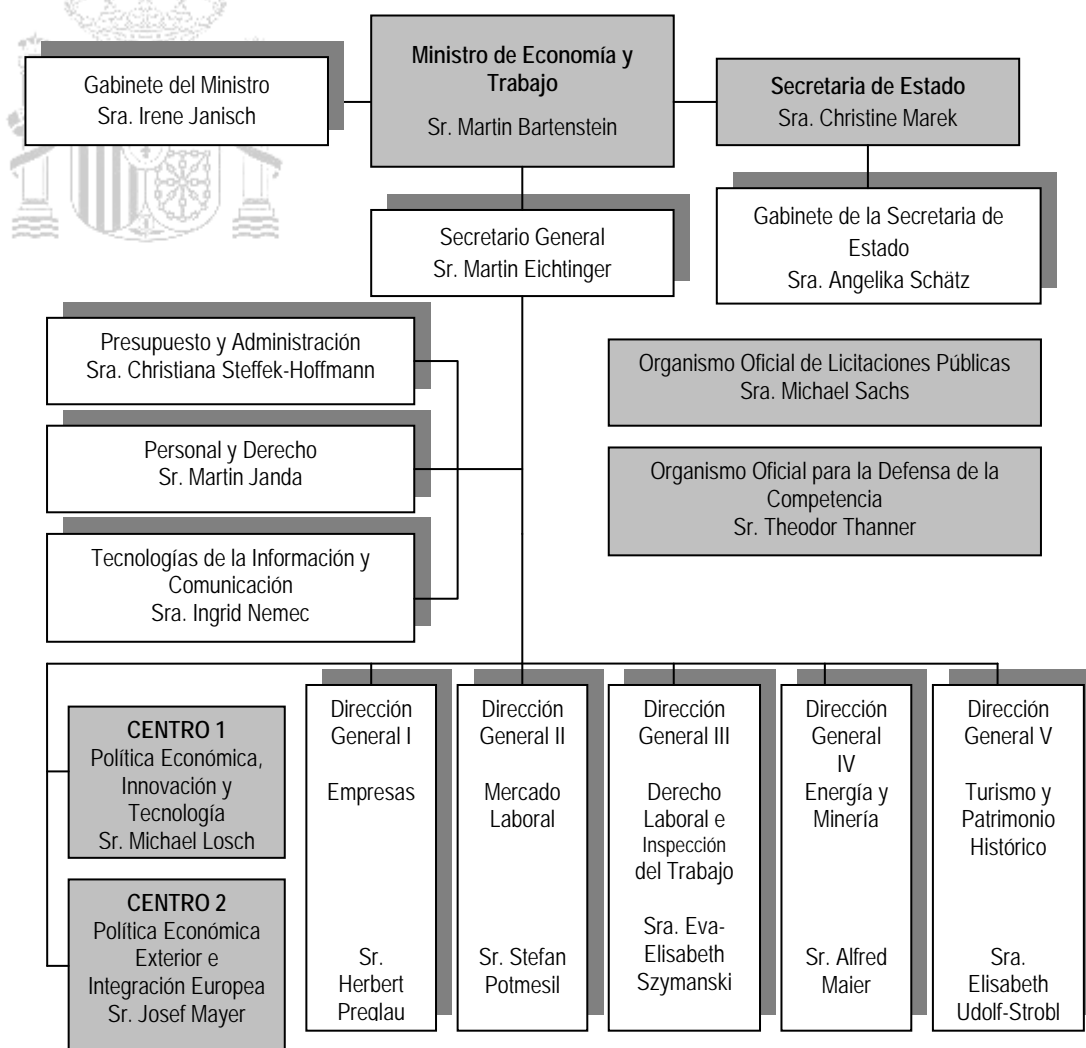 Gabinete del Ministro
Sra. Irene Janisch
Ministro de Economía y
Trabajo
Sr. Martin Bartenstein
Secretaria de Estado
Sra. Christine Marek
Secretario General
Sr. Martin Eichtinger
Gabinete de la Secretaria de
Estado
Sra. Angelika Schätz
Presupuesto y Administración
Sra. Christiana Steffek-Hoffmann
Organismo Oficial de Licitaciones Públicas
Sra. Michael Sachs
Personal y Derecho
Sr. Martin Janda
Organismo Oficial para la Defensa de la
Competencia
Sr. Theodor Thanner
Tecnologías de la Información y
Comunicación
Sra. Ingrid Nemec
CENTRO 1
Política Económica,
Innovación y
Tecnología
Sr. Michael Losch
CENTRO 2
Política Económica
Exterior e
Integración Europea
Sr. Josef Mayer
Dirección
General I
Empresas
Sr.
Herbert
Preglau
Dirección
General II
Mercado
Laboral
Sr. Stefan
Potmesil
Dirección
General III
Derecho
Laboral e
Inspección
del Trabajo
Sra. Eva-
Elisabeth
Szymanski
Dirección
General
IV
Energía y
Minería
Sr. Alfred
Maier
Dirección
General V
Turismo y
Patrimonio
Histórico
Sra.
Elisabeth
Udolf-Strobl